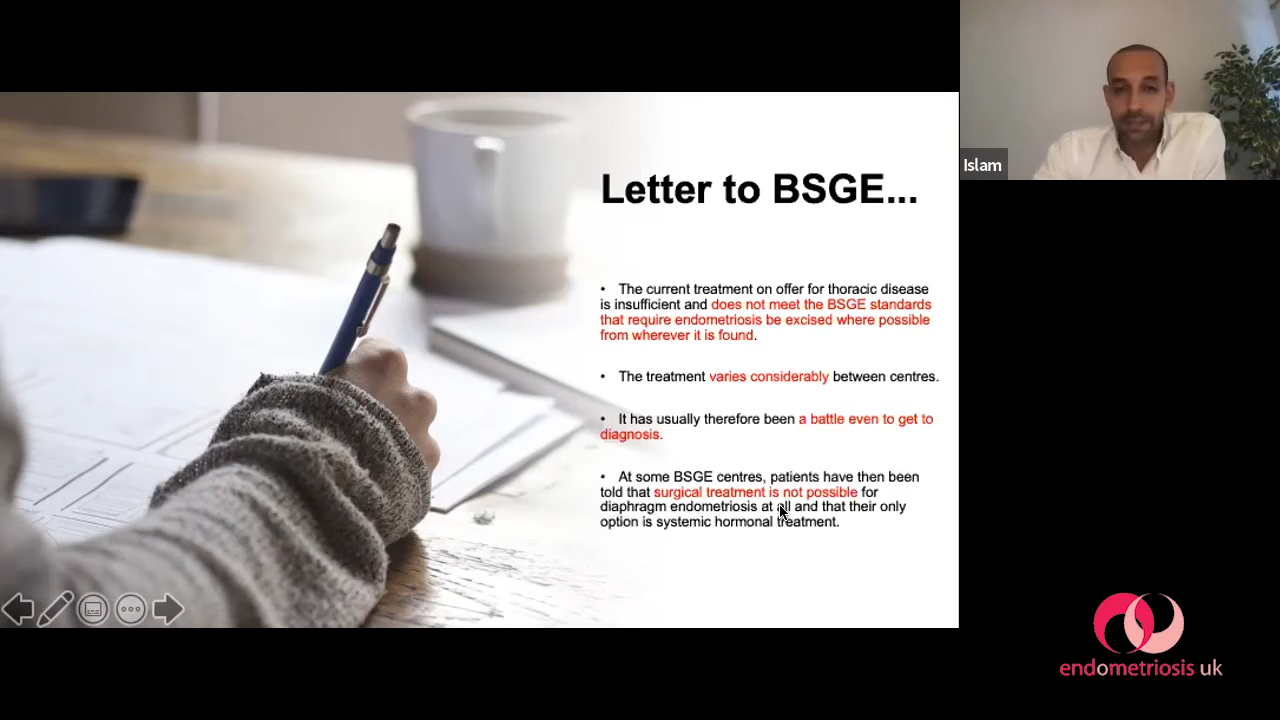 Islam
Letter to BSGE...
• The current treatment on offer for thoracic disease
is insufficient and does not meet the BSGE standards
that require endometriosis be excised where possible
from wherever it is found.
• The treatment varies considerably between centres.
• It has usually therefore been a battle even to get to
diagnosis.
• At some BSGE centres, patients have then been
told that surgical treatment is not possible for
diaphragm endometriosis at all and that their only
option is systemic hormonal treatment.
endometriosis uk